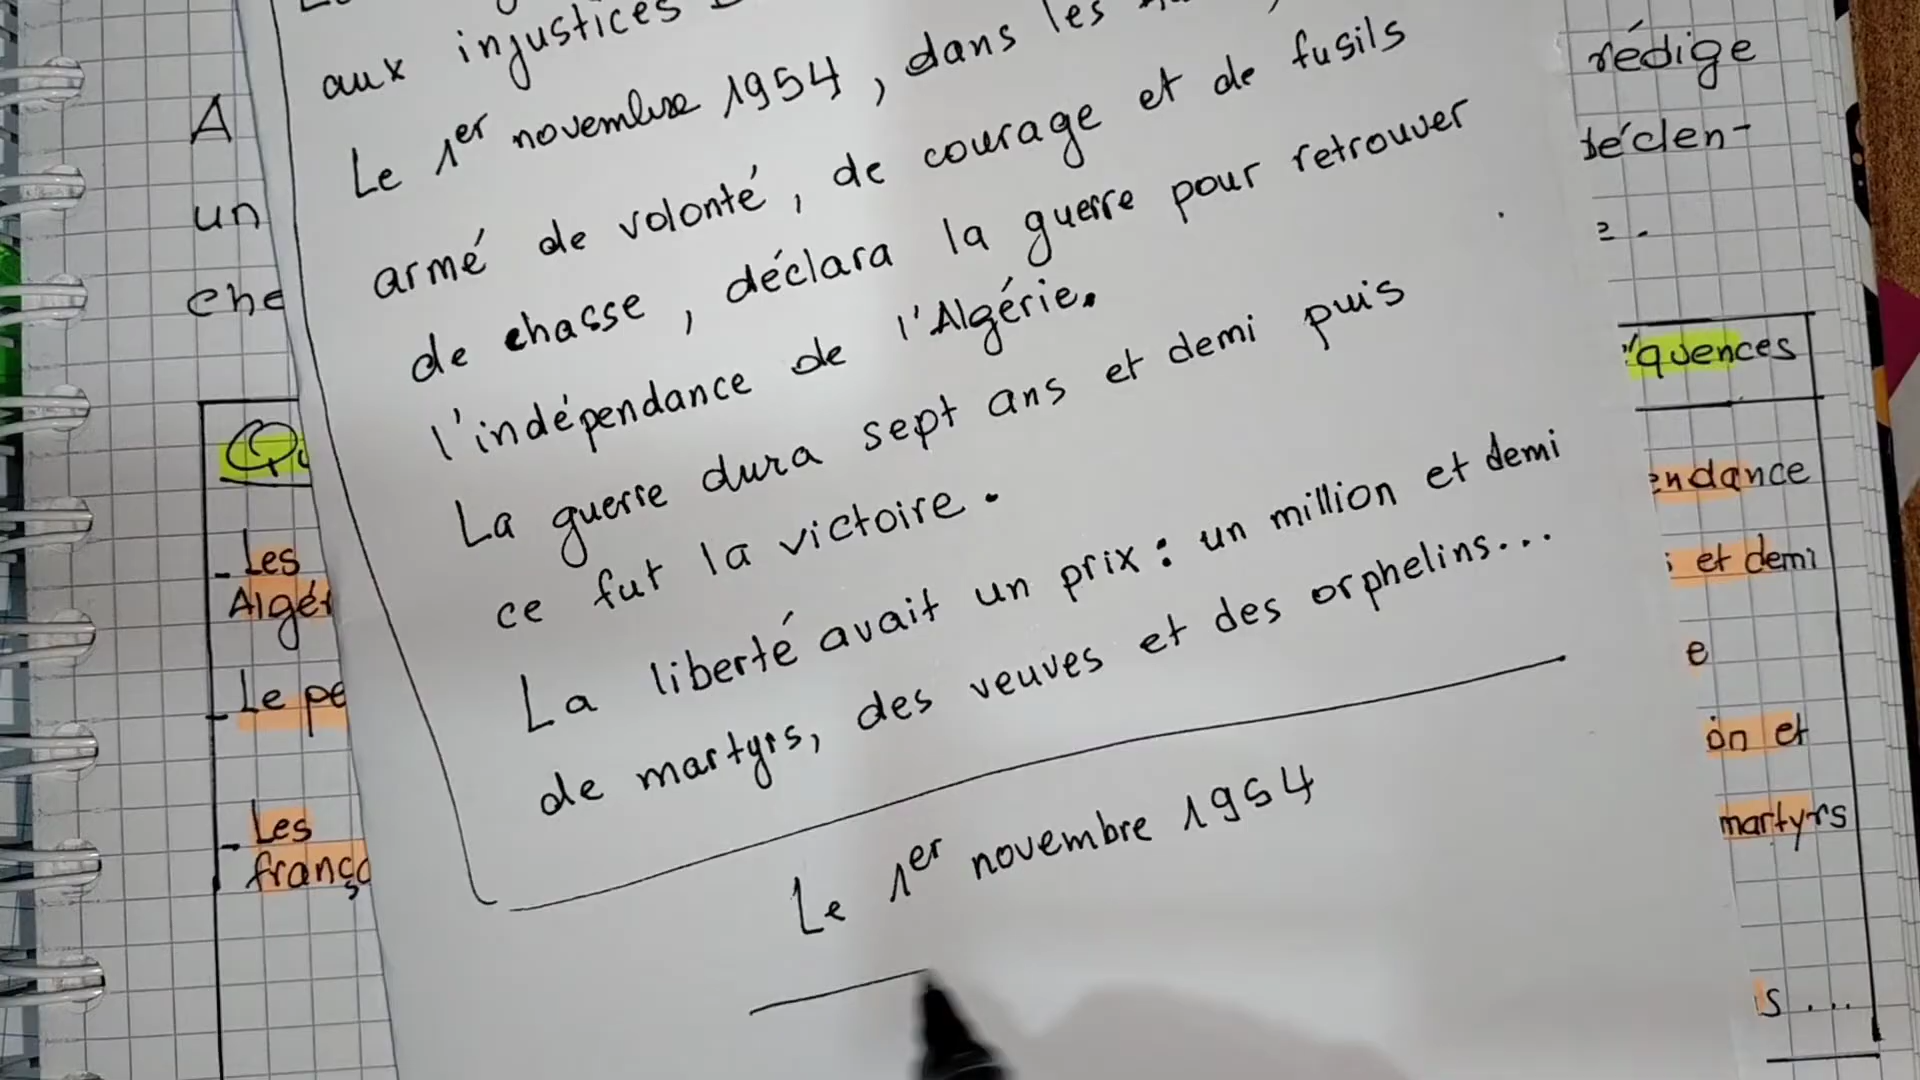 aux injustices
Le 1er novembre 1954, dans les
armé de volonté, de courage et de fusils
de chasse, déclara la guerre pour retrouver
l'indépendance de l'Algérie.
La guerre dura sept ans et demi puis
ce fut la victoire.
La liberté avait un prix : un million et demi
de martyrs, des veuves et des orphelins...
Le 1er novembre 1954
A
un
che
Qu
- Les
Algér
- Le pe
- Les
frança
rédige
déclen-
quences
endance
et demi
e
on et
martyrs
s ...